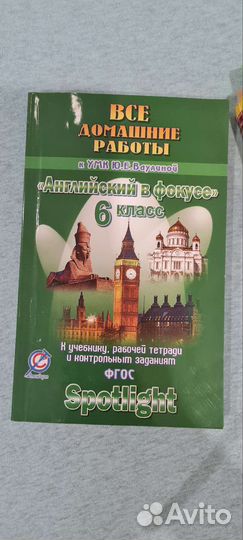 ВСЕ
ДОМАШНИЕ
РАБОТЫ
к УМК Ю.Е. Ваулиной
«Английский в фокусе»
6 класс
К учебнику, рабочей тетради
и контрольным заданиям
ФГОС
Spotlight
Avito